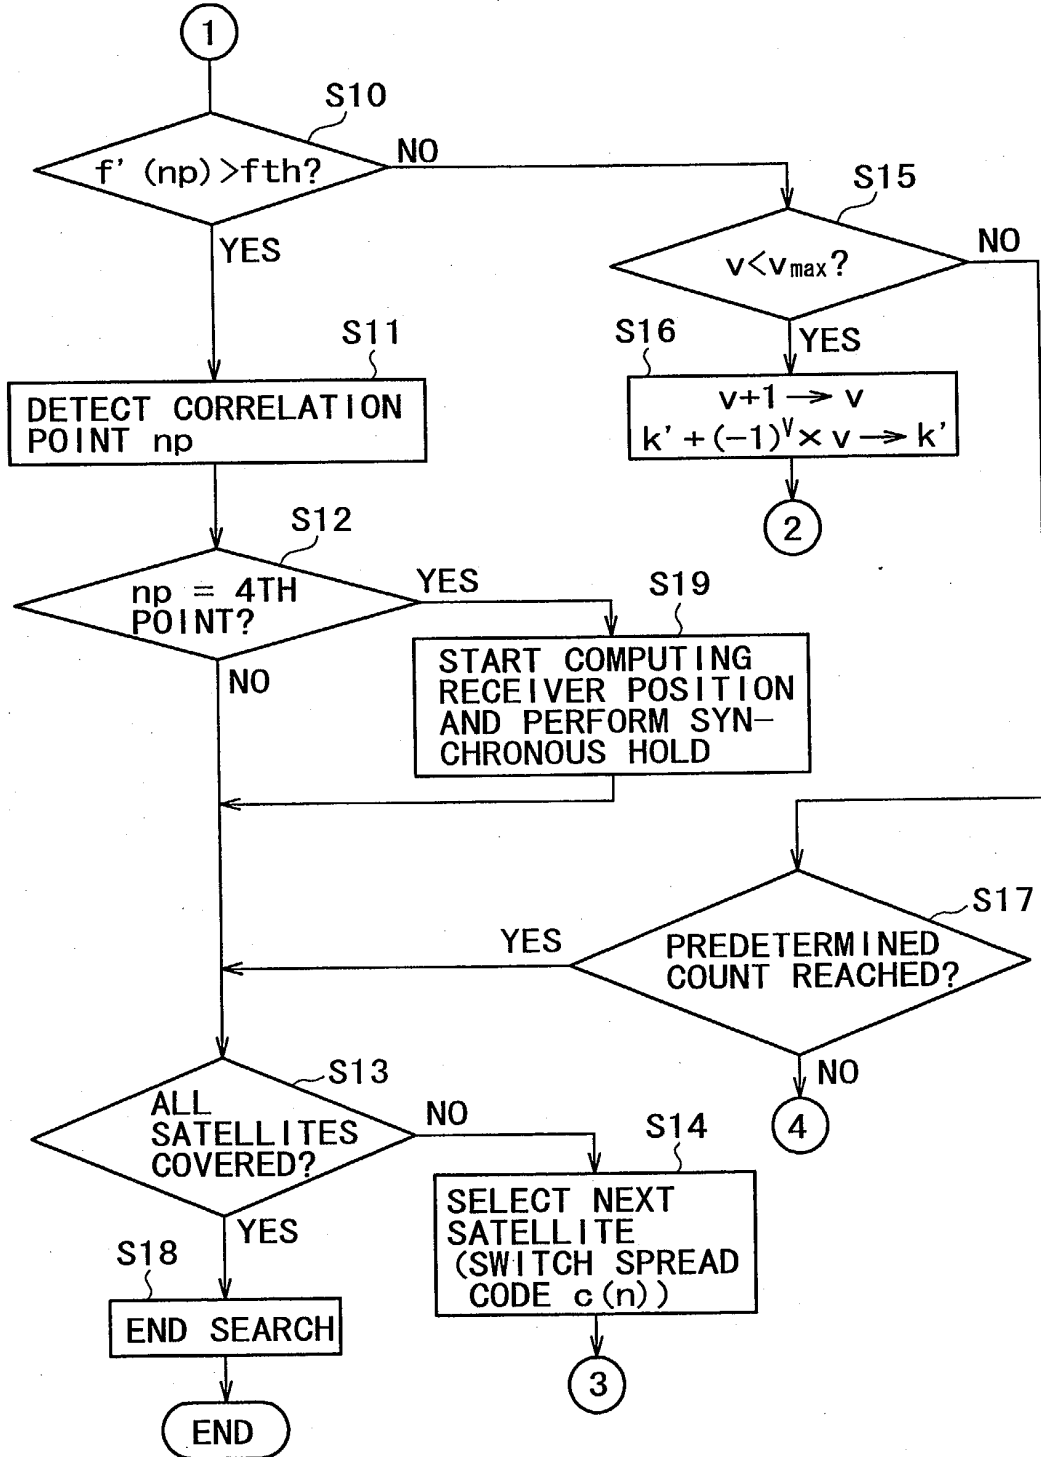 1
S10
f'(np)>fth?
NO
YES
S15
v<vmax?
NO
YES
S16
v+1→v
k'+(-1)^v×v→k'
2
S11
DETECT CORRELATION
POINT np
S12
np = 4TH
POINT?
YES
NO
S19
START COMPUTING
RECEIVER POSITION
AND PERFORM SYN-
CHRONOUS HOLD
S17
PREDETERMINED
COUNT REACHED?
YES
NO
4
S13
ALL
SATELLITES
COVERED?
NO
YES
S14
SELECT NEXT
SATELLITE
(SWITCH SPREAD
CODE c(n))
3
S18
END SEARCH
END